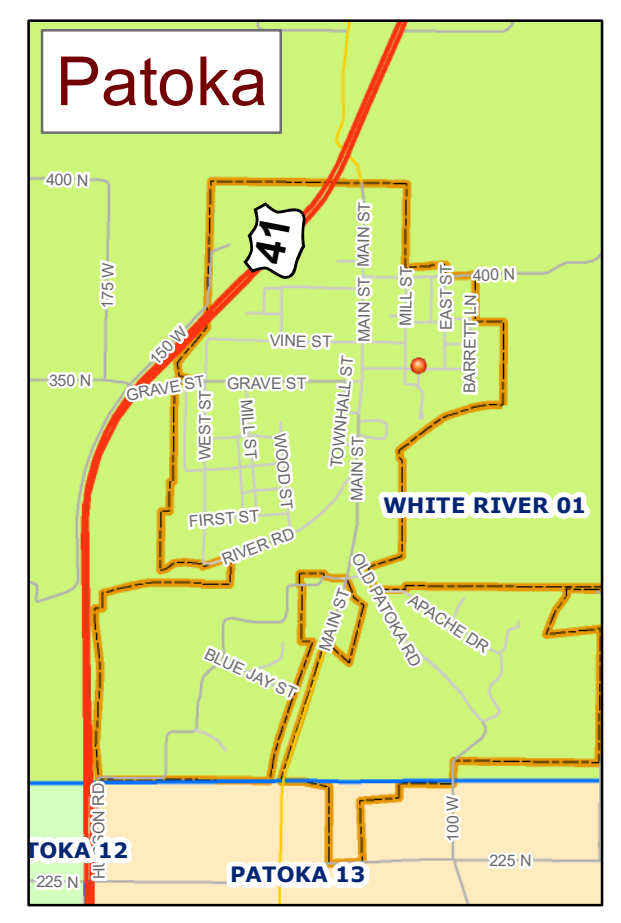 Patoka
400 N
MAIN ST
41
175 W
400 N
MAIN ST
MILL ST
EAST ST
BARRETT LN
150 W
VINE ST
350 N
GRAVE ST
GRAVE ST
TOWNHALL ST
WEST ST
MILL ST
WOOD ST
MAIN ST
WHITE RIVER 01
FIRST ST
RIVER RD
OLD PATOKA RD
APACHE DR
MAIN ST
BLUE JAY ST
100 W
TOKA 12
225 N
PATOKA 13
225 N